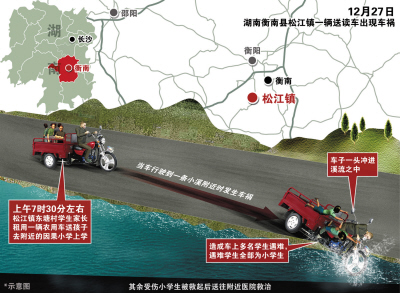 12月27日
湖南衡南县松江镇一辆送读车出现车祸
湖
南
邵阳
长沙
衡南
衡阳
衡南
松江镇
当车行驶到一条小溪附近时发生车祸
车子一头冲进
溪流之中
上午7时30分左右
松江镇东塘村学生家长
租用一辆农用车送孩子
去附近的因果小学上学
造成车上多名学生遇难,
遇难学生全部为小学生
*示意图
其余受伤小学生被救起后送往附近医院救治